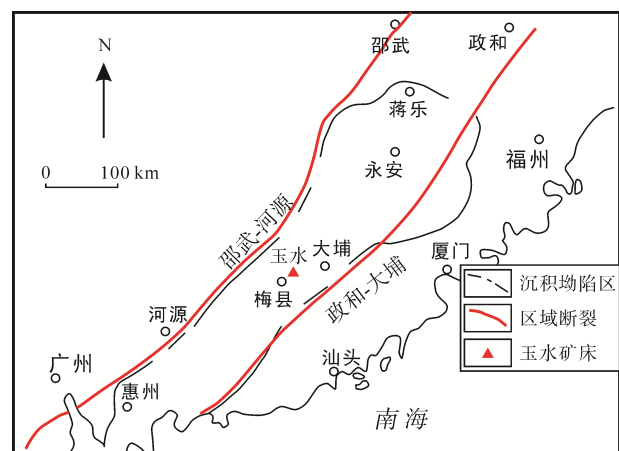 邵武
政和
N
蒋乐
福州
永安
0 100 km
邵武-河源
玉水
大埔
厦门
梅县
政和-大埔
沉积坳陷区
河源
区域断裂
广州
汕头
玉水矿床
惠州
南海